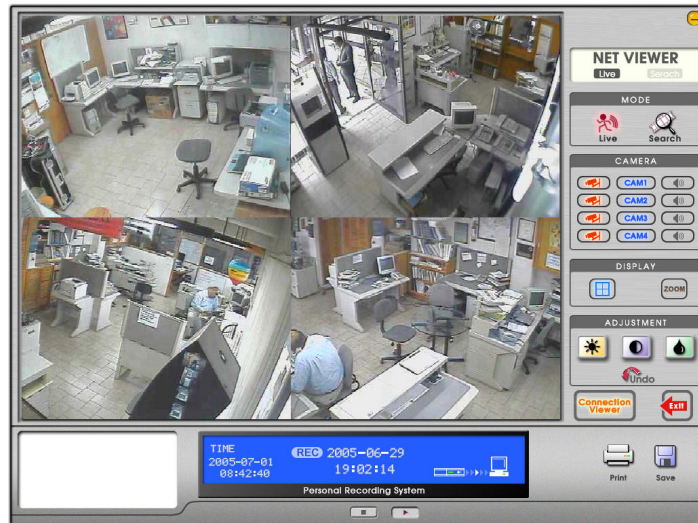 NET VIEWER
Live Serach
MODE
Live Search
CAMERA
CAM1
CAM2
CAM3
CAM4
DISPLAY
ZOOM
ADJUSTMENT
Undo
Connection
Viewer
Exit
TIME
2005-07-01
08:42:40
REC 2005-06-29
19:02:14
Personal Recording System
Print Save